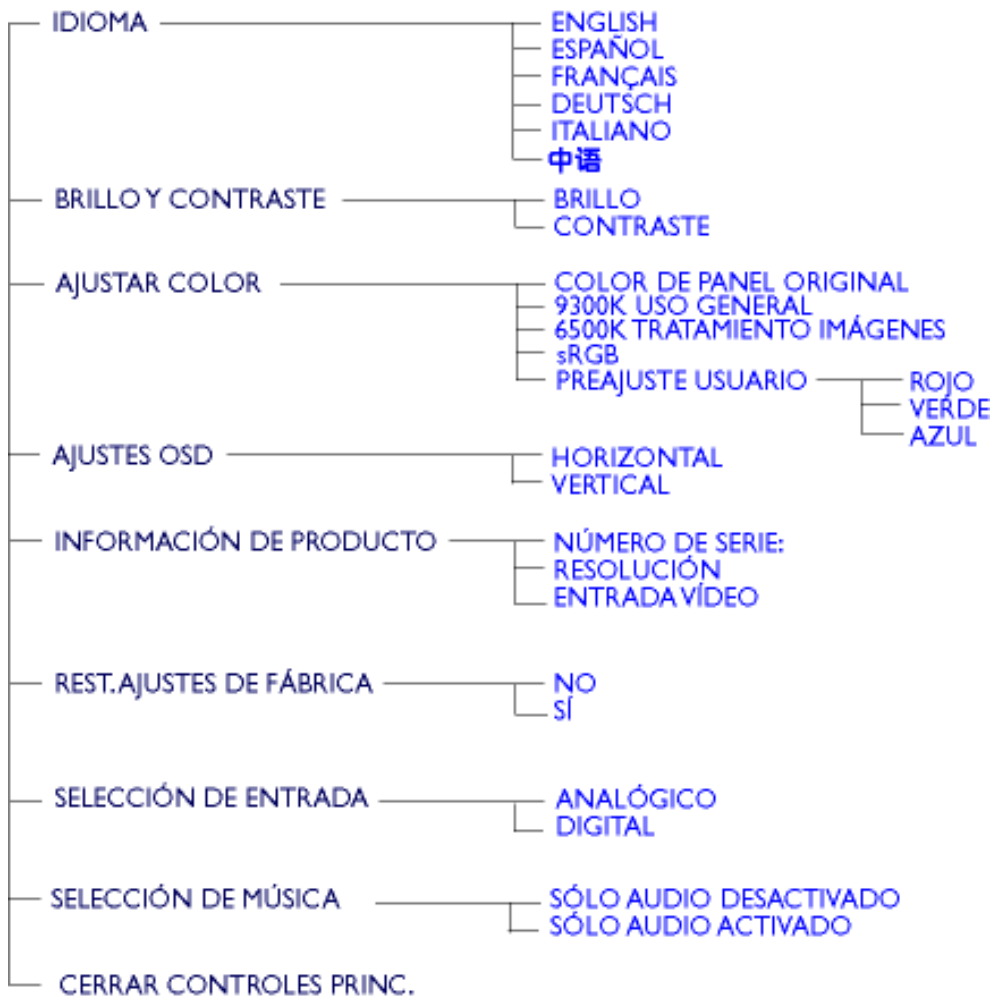 IDIOMA
ENGLISH
ESPAÑOL
FRANÇAIS
DEUTSCH
ITALIANO
中语
BRILLO Y CONTRASTE
BRILLO
CONTRASTE
AJUSTAR COLOR
COLOR DE PANEL ORIGINAL
9300K USO GENERAL
6500K TRATAMIENTO IMÁGENES
sRGB
PREAJUSTE USUARIO
ROJO
VERDE
AZUL
AJUSTES OSD
HORIZONTAL
VERTICAL
INFORMACIÓN DE PRODUCTO
NÚMERO DE SERIE:
RESOLUCIÓN
ENTRADA VÍDEO
REST. AJUSTES DE FÁBRICA
NO
SÍ
SELECCIÓN DE ENTRADA
ANALÓGICO
DIGITAL
SELECCIÓN DE MÚSICA
SÓLO AUDIO DESACTIVADO
SÓLO AUDIO ACTIVADO
CERRAR CONTROLES PRINC.